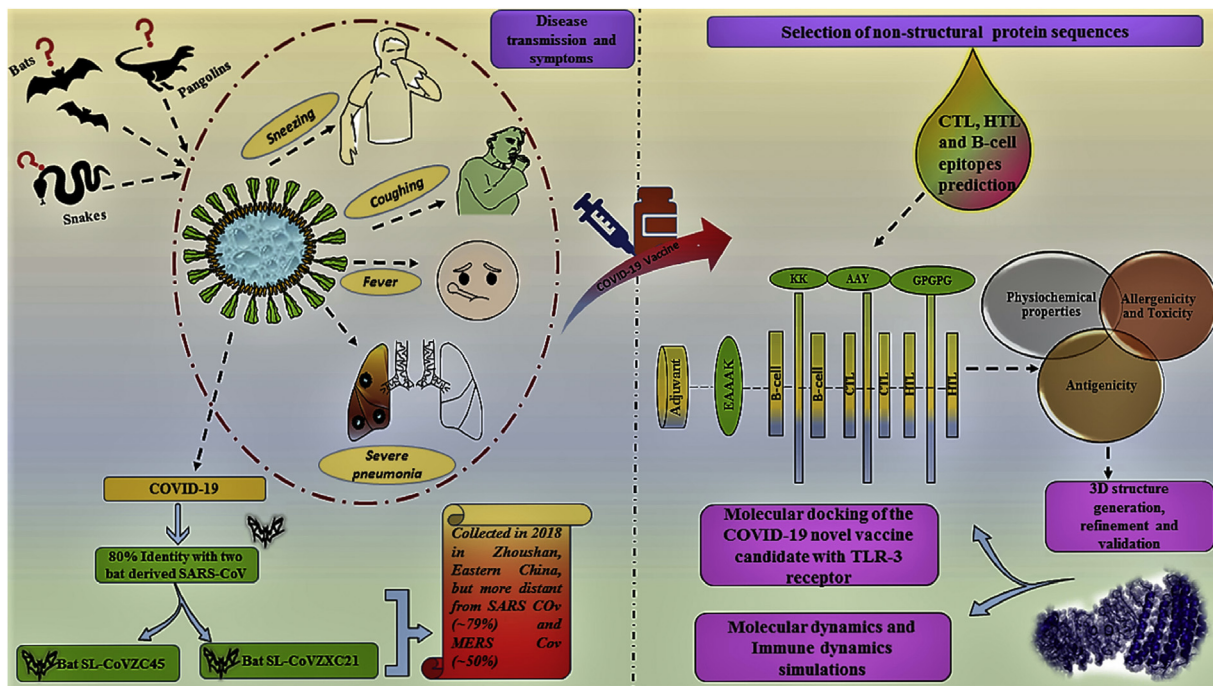 Disease
transmission and
symptoms
Bats
?
?
Pangolins
?
Snakes
Sneezing
Coughing
Fever
Severe
pneumonia
COVID-19
80% Identity with two
bat derived SARS-CoV
Bat SL-CoVZC45
Bat SL-CoVZXC21
Collected in 2018
in Zhoushan,
Eastern China,
but more distant
from SARS COv
(~79%) and
MERS Cov
(~50%)
COVID-19 Vaccine
Selection of non-structural protein sequences
CTL, HTL
and B-cell
epitopes
prediction
KK
AAY
GPGPG
Adjuvant
EAAAK
B-cell
B-cell
CTL
CTL
HTL
HTL
Physiochemical
properties
Allergenicity
and Toxicity
Antigenicity
3D structure
generation,
refinement and
validation
Molecular docking of the
COVID-19 novel vaccine
candidate with TLR-3
receptor
Molecular dynamics and
Immune dynamics
simulations